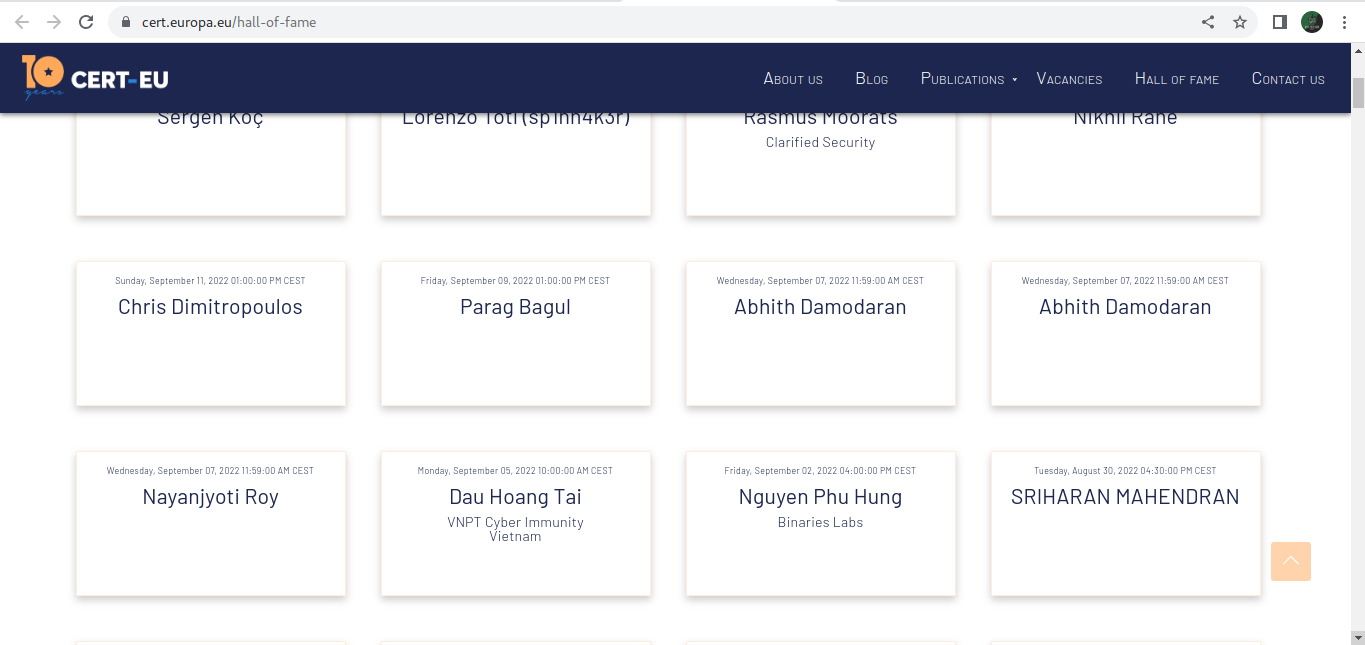 cert.europa.eu/hall-of-fame
10 years CERT-EU
About us Blog Publications Vacancies Hall of fame Contact us
Sergen Koç
Lorenzo Toti (sp1nn4k3r)
Rasmus Moorats
Clarified Security
Nikhil Rane
Sunday, September 11, 2022 01:00:00 PM CEST
Chris Dimitropoulos
Friday, September 09, 2022 01:00:00 PM CEST
Parag Bagul
Wednesday, September 07, 2022 11:59:00 AM CEST
Abhith Damodaran
Wednesday, September 07, 2022 11:59:00 AM CEST
Abhith Damodaran
Wednesday, September 07, 2022 11:59:00 AM CEST
Nayanjyoti Roy
Monday, September 05, 2022 10:00:00 AM CEST
Dau Hoang Tai
VNPT Cyber Immunity
Vietnam
Friday, September 02, 2022 04:00:00 PM CEST
Nguyen Phu Hung
Binaries Labs
Tuesday, August 30, 2022 04:30:00 PM CEST
SRIHARAN MAHENDRAN